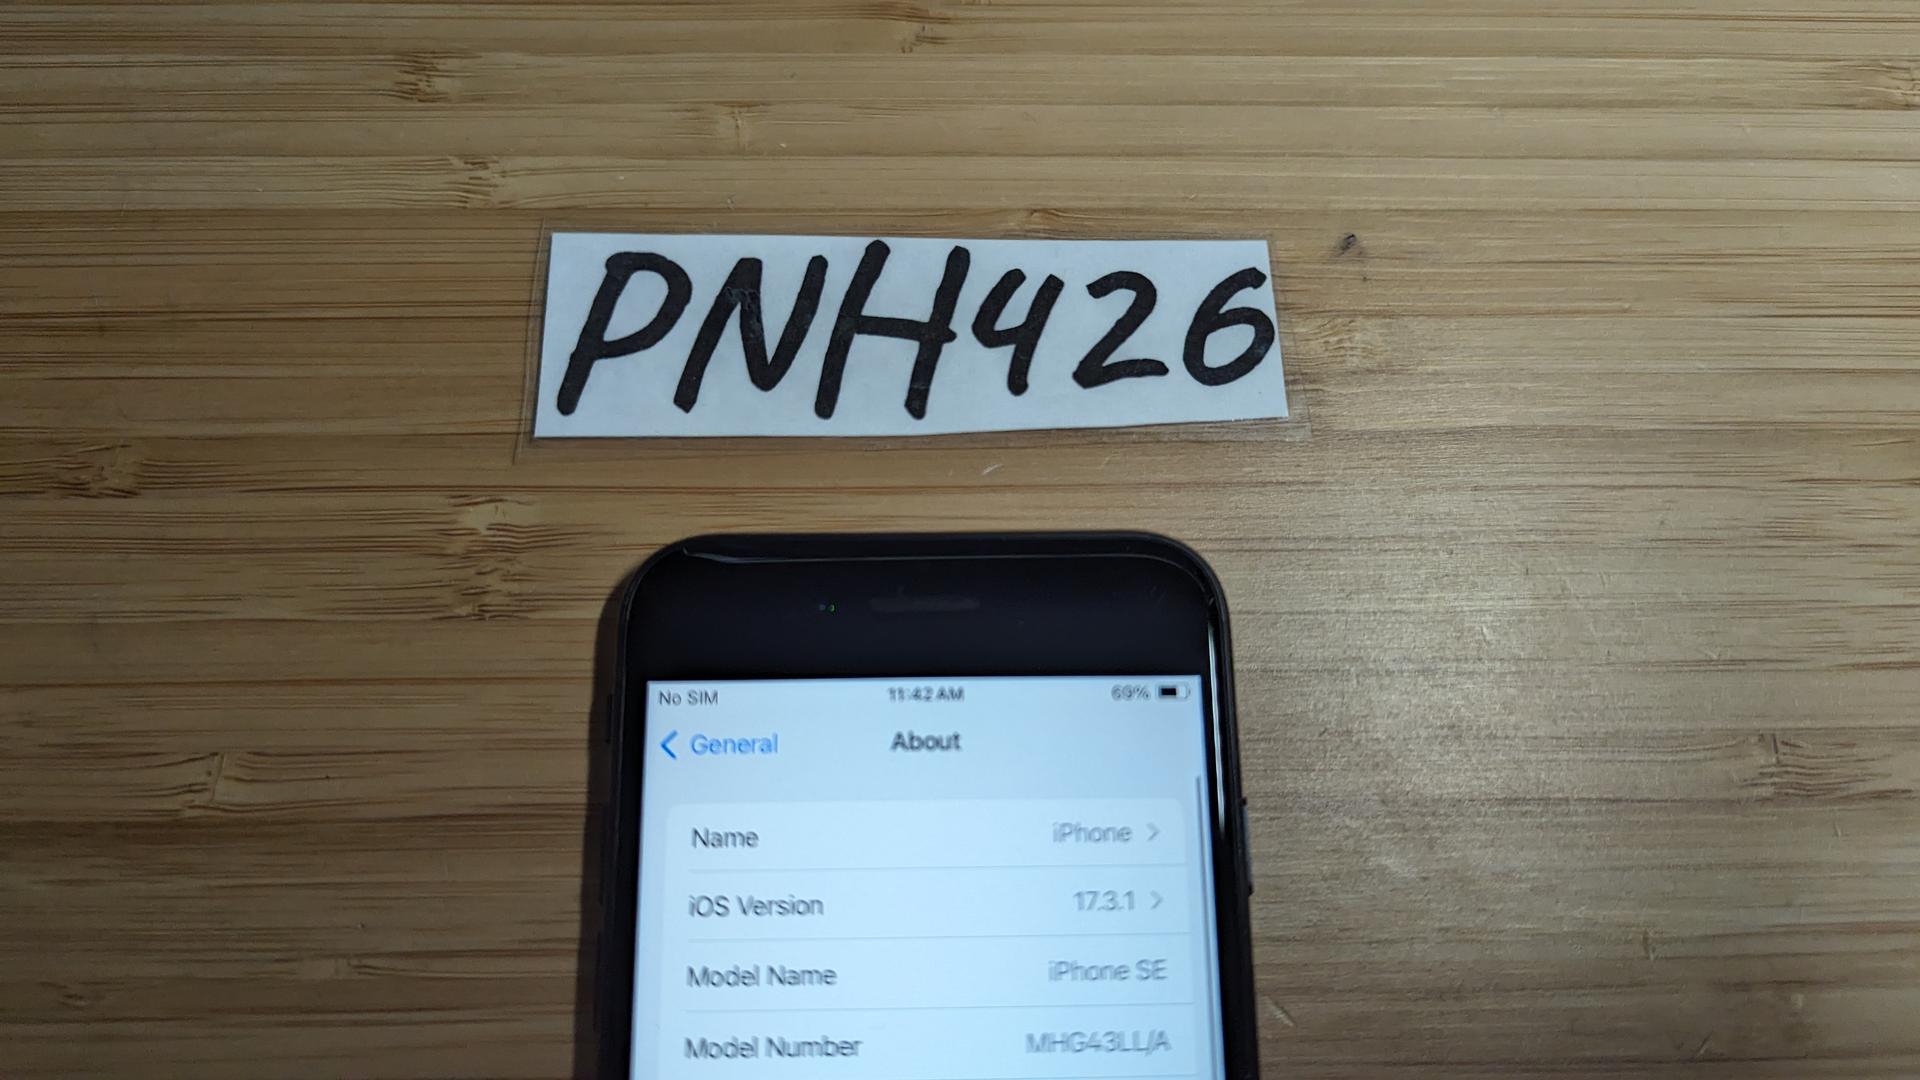 PNH426
No SIM 11:42 AM 69%
General About
Name iPhone
iOS Version 17.3.1
Model Name iPhone SE
Model Number MHG43LL/A